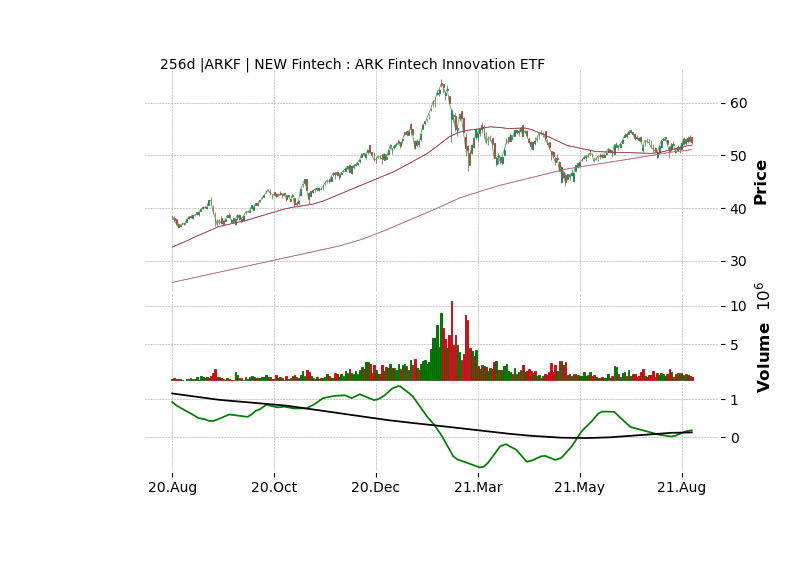 256d |ARKF | NEW Fintech : ARK Fintech Innovation ETF
60
50
40
30
Price
10
5
Volume 10^6
1
0
20.Aug 20.Oct 20.Dec 21.Mar 21.May 21.Aug